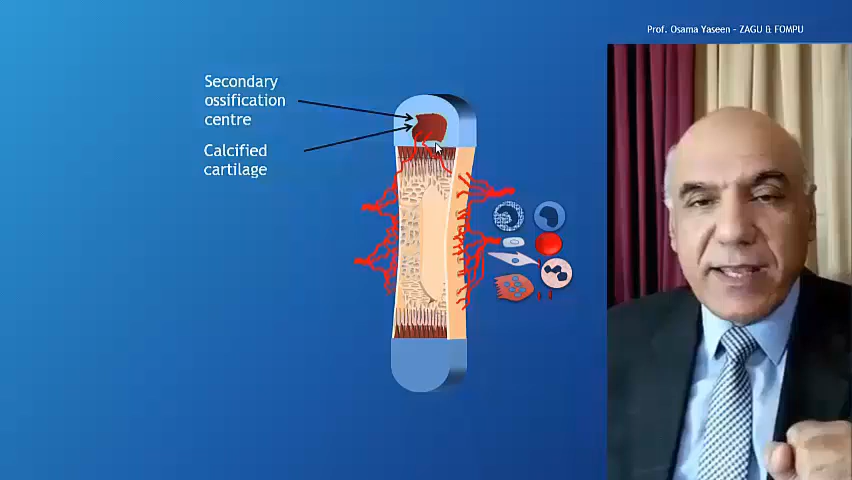 Prof. Osama Yaseen - ZAGU & FOMPU
Secondary
ossification
centre
Calcified
cartilage